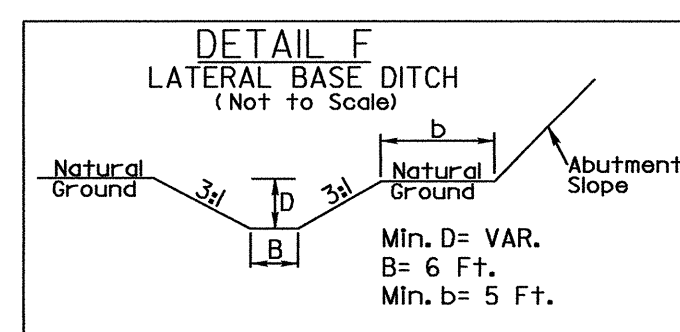 DETAIL F
LATERAL BASE DITCH
(Not to Scale)
b
Natural
Ground
3:1
D
3:1
Natural
Ground
Abutment
Slope
B
Min. D= VAR.
B= 6 Ft.
Min. b= 5 Ft.